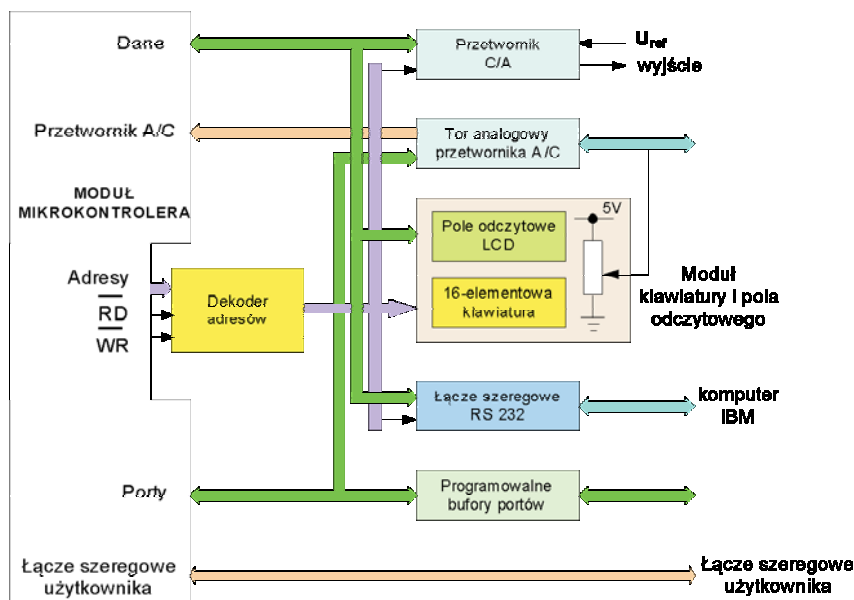 Dane
Przetwornik
C/A
U ref
wyjście
Przetwornik A/C
Tor analogowy
przetwornika A/C
MODUŁ
MIKROKONTROLERA
Pole odczytowe
LCD
5V
Adresy
RD
WR
Dekoder
adresów
16-elementowa
klawiatura
Moduł
klawiatury i pola
odczytowego
Łącze szeregowe
RS 232
komputer
IBM
Porty
Programowalne
bufory portów
Łącze szeregowe
użytkownika
Łącze szeregowe
użytkownika